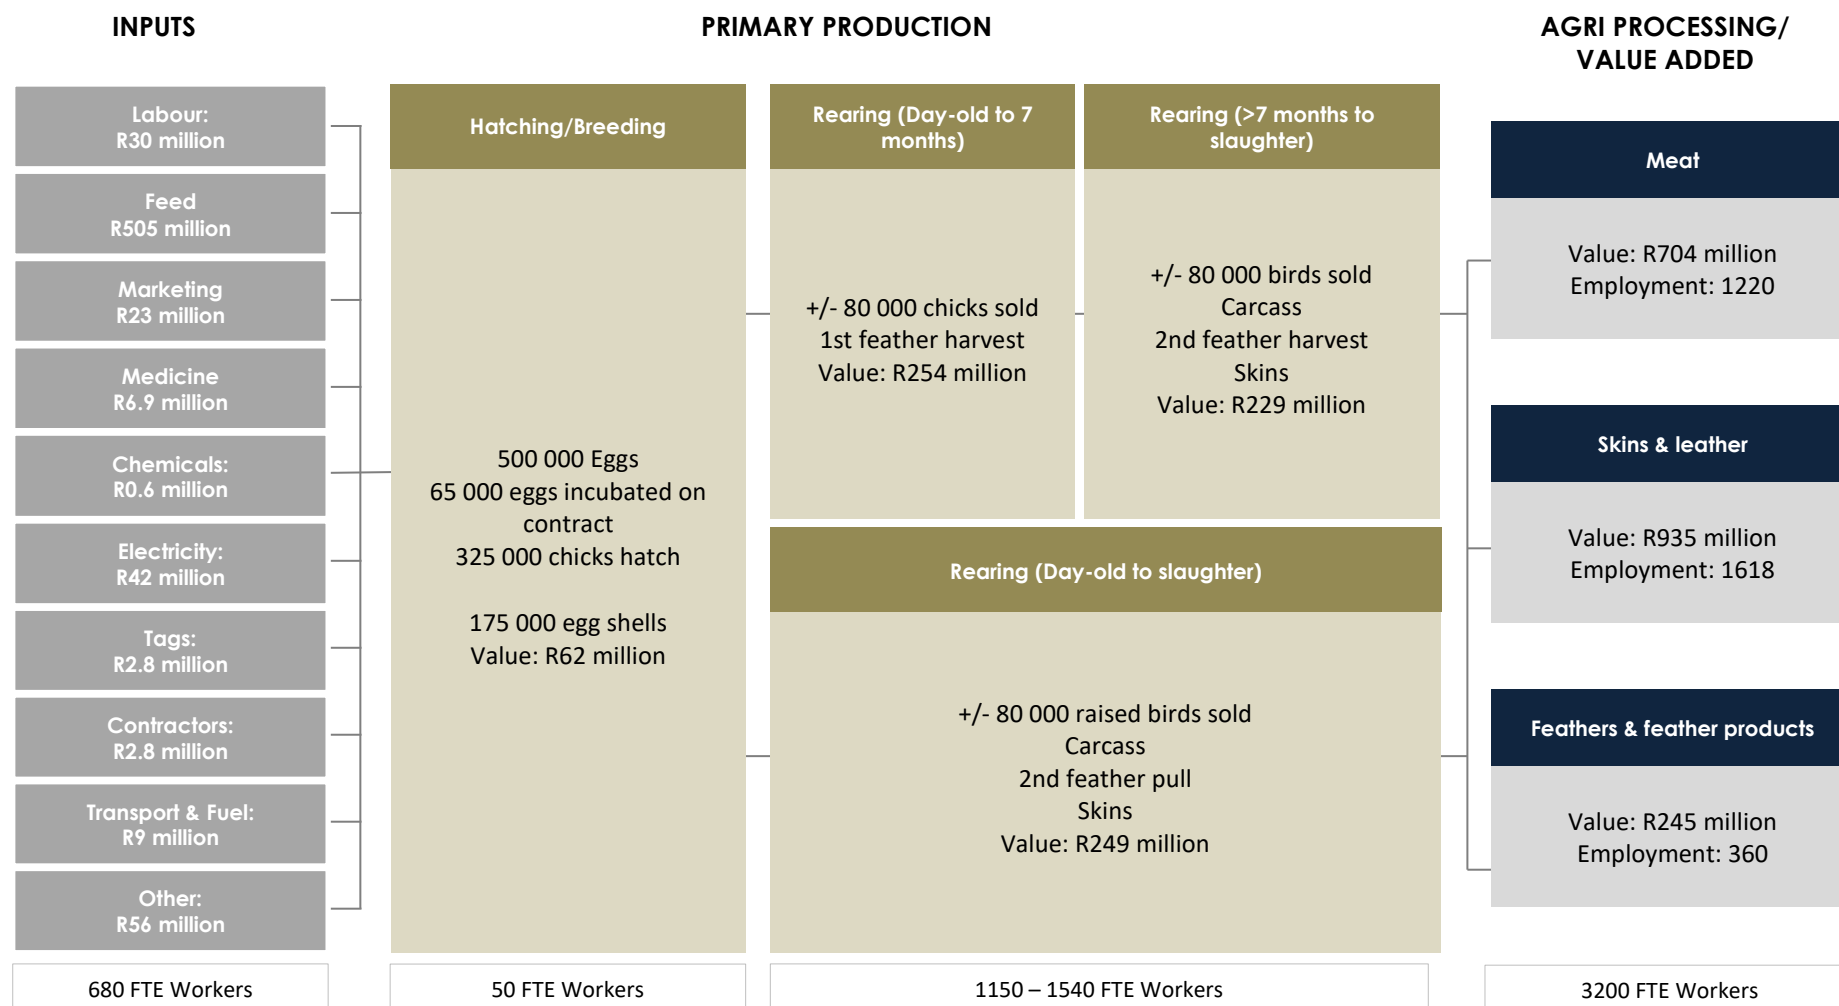 INPUTS
PRIMARY PRODUCTION
AGRI PROCESSING/
VALUE ADDED
Labour:
R30 million
Feed
R505 million
Marketing
R23 million
Medicine
R6.9 million
Chemicals:
R0.6 million
Electricity:
R42 million
Tags:
R2.8 million
Contractors:
R2.8 million
Transport & Fuel:
R9 million
Other:
R56 million
680 FTE Workers
Hatching/Breeding
500 000 Eggs
65 000 eggs incubated on
contract
325 000 chicks hatch
175 000 egg shells
Value: R62 million
50 FTE Workers
Rearing (Day-old to 7
months)
+/- 80 000 chicks sold
1st feather harvest
Value: R254 million
Rearing (>7 months to
slaughter)
+/- 80 000 birds sold
Carcass
2nd feather harvest
Skins
Value: R229 million
Rearing (Day-old to slaughter)
+/- 80 000 raised birds sold
Carcass
2nd feather pull
Skins
Value: R249 million
1150 – 1540 FTE Workers
Meat
Value: R704 million
Employment: 1220
Skins & leather
Value: R935 million
Employment: 1618
Feathers & feather products
Value: R245 million
Employment: 360
3200 FTE Workers